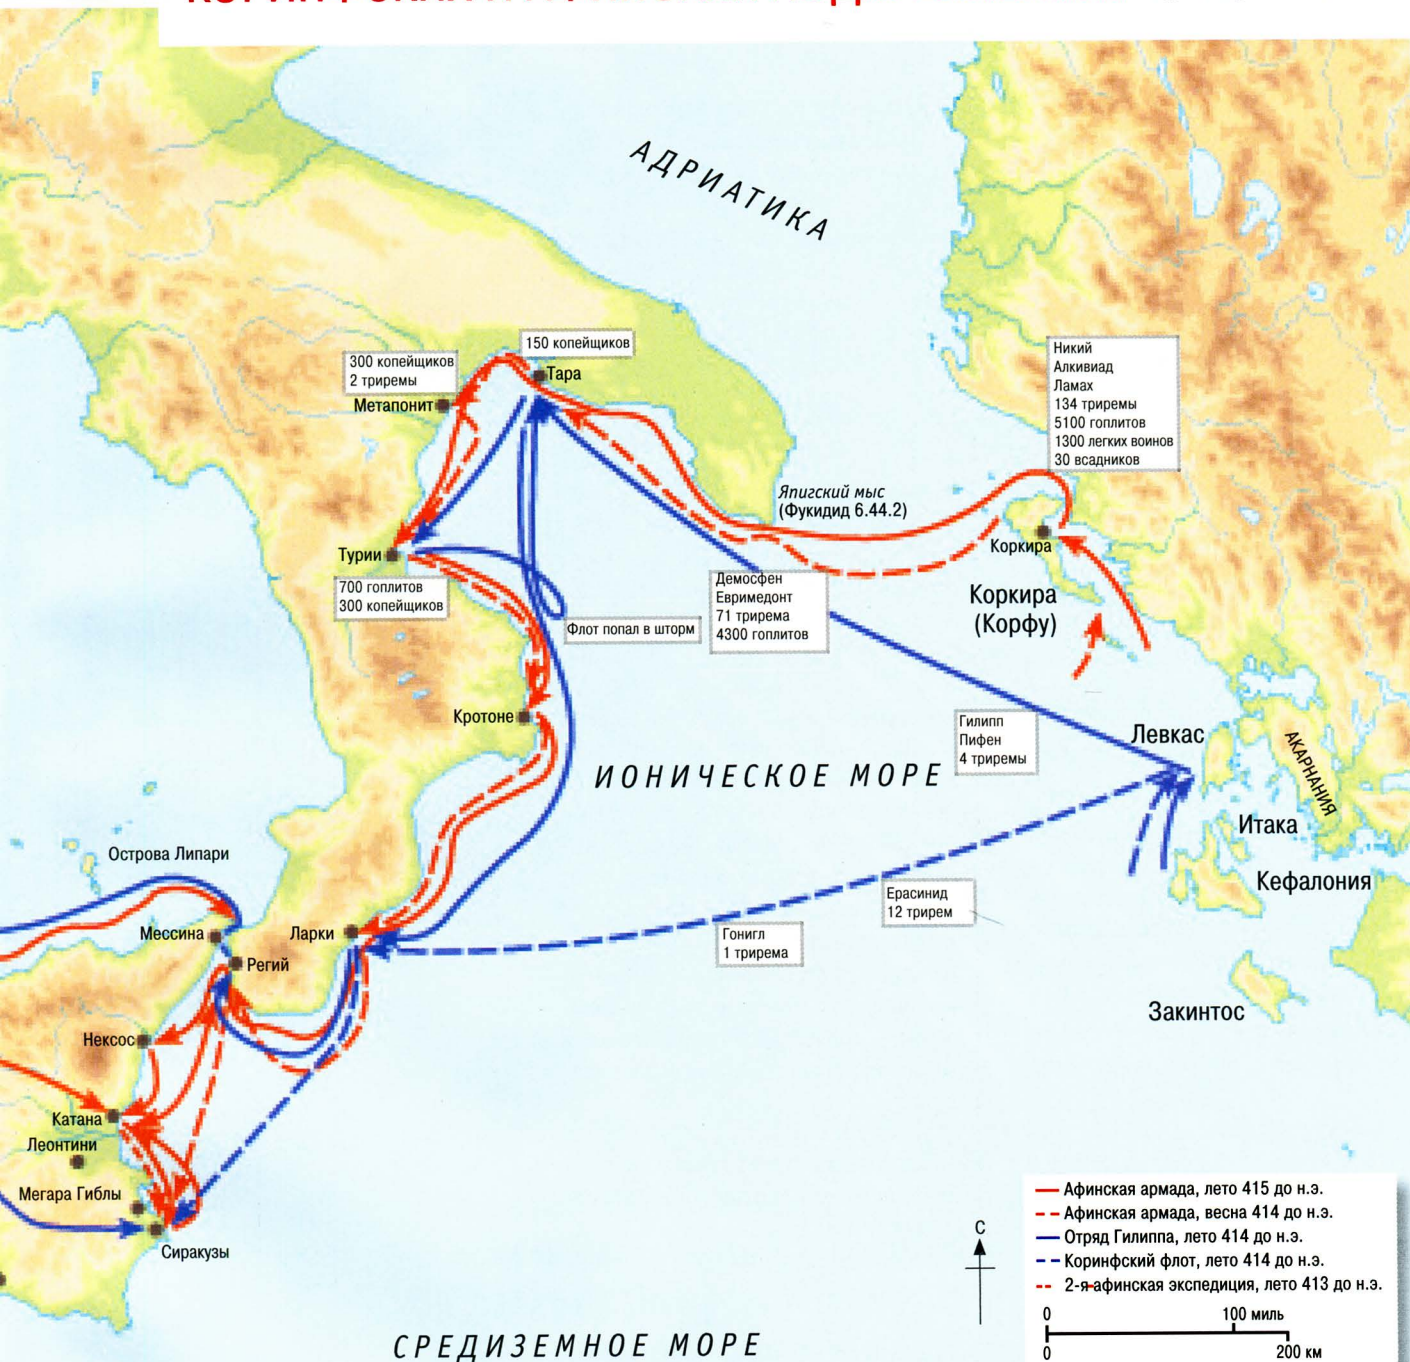 АДРИАТИКА
150 копейщиков
300 копейщиков
2 триремы
Тара
Метапонит
Никий
Алкивиад
Ламах
134 триремы
5100 гоплитов
1300 легких воинов
30 всадников
Япигский мыс
(Фукидид 6.44.2)
Коркира
Турии
700 гоплитов
300 копейщиков
Демосфен
Евримедонт
71 трирема
4300 гоплитов
Коркира
(Корфу)
Флот попал в шторм
Кротоне
Гилипп
Пифен
4 триремы
Левкас
АКАРНАНИЯ
ИОНИЧЕСКОЕ МОРЕ
Итака
Острова Липари
Кефалония
Ерасинид
12 трирем
Мессина
Ларки
Гонигл
1 трирема
Регий
Закинтос
Нексос
Катана
Леонтини
Мегара Гиблы
Сиракузы
С
Афинская армада, лето 415 до н.э.
Афинская армада, весна 414 до н.э.
Отряд Гилиппа, лето 414 до н.э.
Коринфский флот, лето 414 до н.э.
2-я афинская экспедиция, лето 413 до н.э.
0 100 миль
0 200 км
СРЕДИЗЕМНОЕ МОРЕ